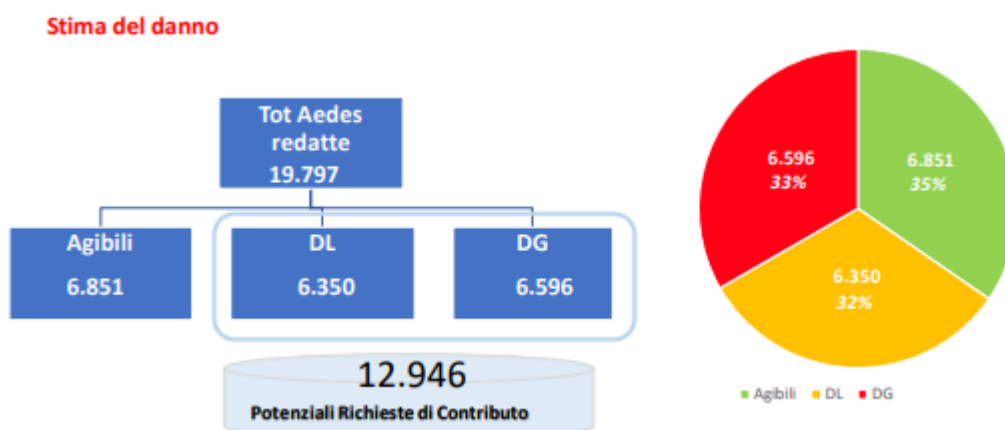 Stima del danno
Tot Aedes
redatte
19.797
Agibili
6.851
DL
6.350
DG
6.596
12.946
Potenziali Richieste di Contributo
6.596
33%
6.851
35%
6.350
32%
Agibili DL DG